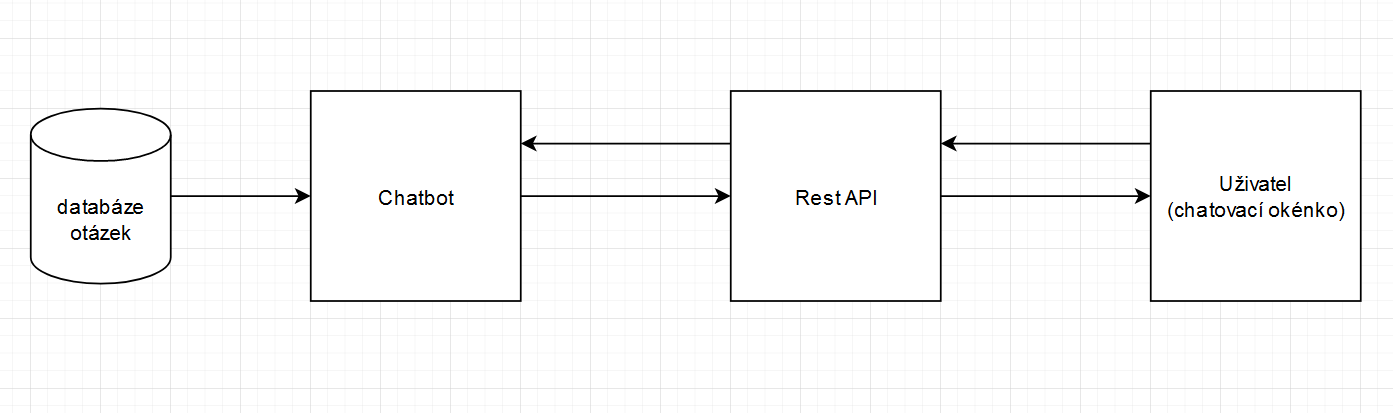 databáze
otázek
Chatbot
Rest API
Uživatel
(chatovací okénko)